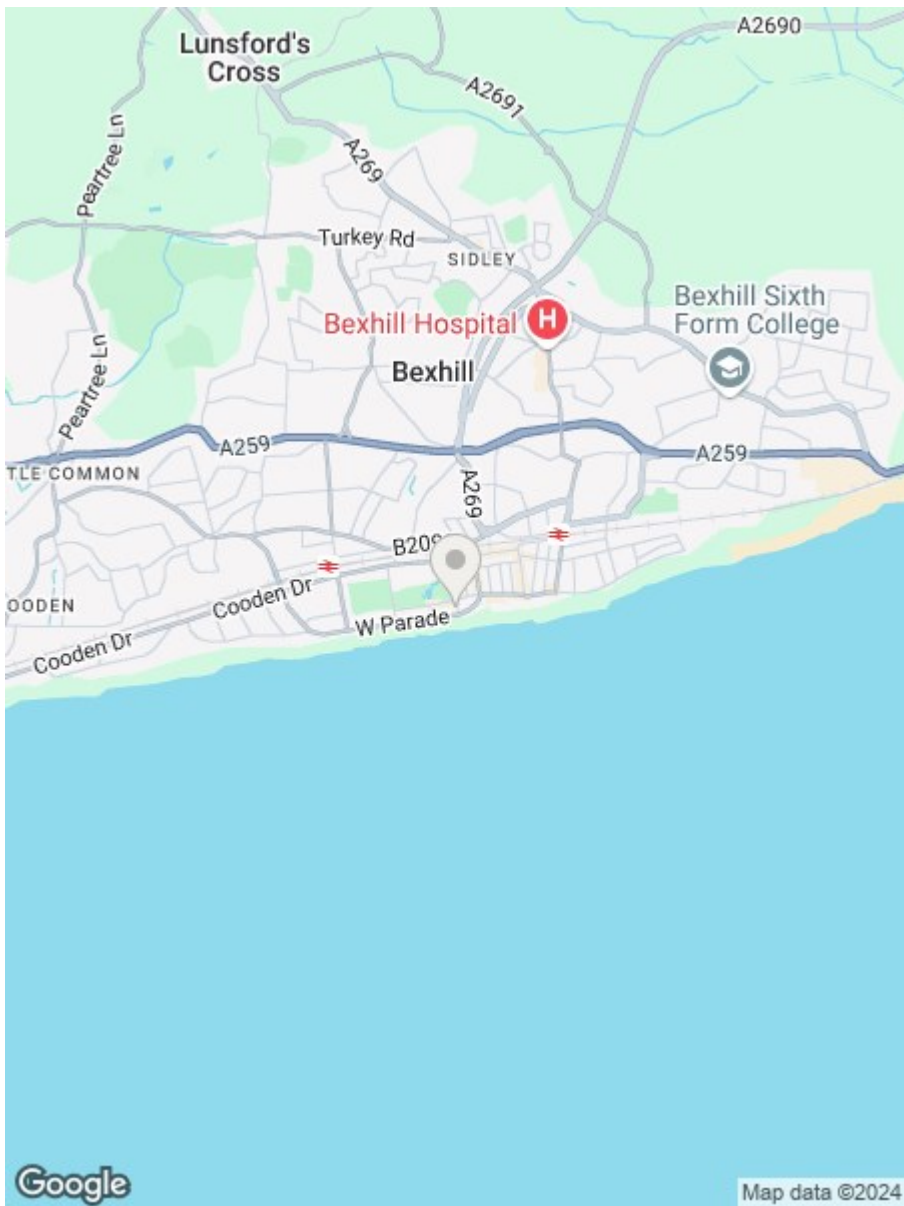 A2690
Lunsford's
Cross
A2691
Peartree Ln
A269
Turkey Rd
SIDLEY
Bexhill Sixth
Form College
Bexhill Hospital
H
Bexhill
Peartree Ln
A259
A259
TLE COMMON
A269
B209
Cooden Dr
OODEN
W Parade
Cooden Dr
Google
Map data ©2024